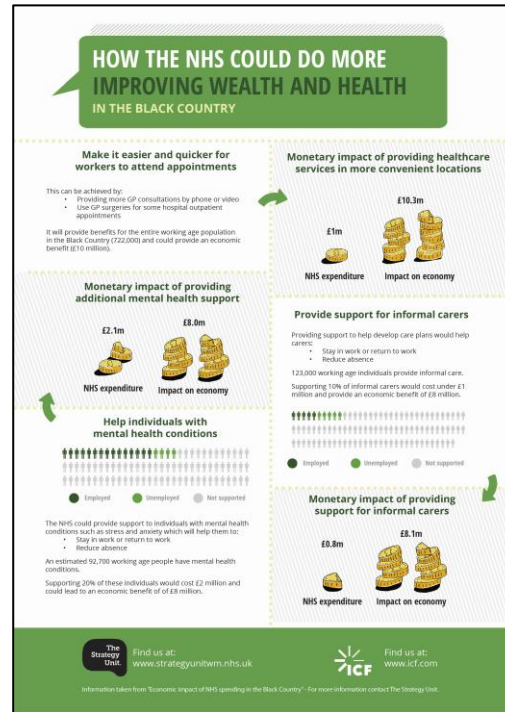 HOW THE NHS COULD DO MORE
IMPROVING WEALTH AND HEALTH
IN THE BLACK COUNTRY
Make it easier and quicker for
workers to attend appointments
This can be achieved by:
• Providing more GP consultations by phone or video
• Use GP surgeries for some hospital outpatient
appointments
It will provide benefits for the entire working age population
in the Black Country (722,000) and could provide an economic
benefit (£10 million).
Monetary impact of providing healthcare
services in more convenient locations
£10.3m
£1m
NHS expenditure
Impact on economy
Monetary impact of providing
additional mental health support
£2.1m
£8.0m
NHS expenditure
Impact on economy
Provide support for informal carers
Providing support to help develop care plans would help
carers:
• Stay in work or return to work
• Reduce absence
123,000 working age individuals provide informal care.
Supporting 10% of informal carers would cost under £1
million and provide an economic benefit of £8 million.
Employed
Unemployed
Not supported
Help individuals with
mental health conditions
Employed
Unemployed
Not supported
The NHS could provide support to individuals with mental health
conditions such as stress and anxiety which will help them to:
• Stay in work or return to work
• Reduce absence
An estimated 92,700 working age people have mental health
conditions.
Supporting 20% of these individuals would cost £2 million and
could lead to an economic benefit of of £8 million.
Monetary impact of providing
support for informal carers
£0.8m
£8.1m
NHS expenditure
Impact on economy
The
Strategy
Unit.
Find us at:
www.strategyunitwm.nhs.uk
ICF
Find us at:
www.icf.com
Information taken from "Economic impact of NHS spending in the Black Country" - For more information contact The Strategy Unit.